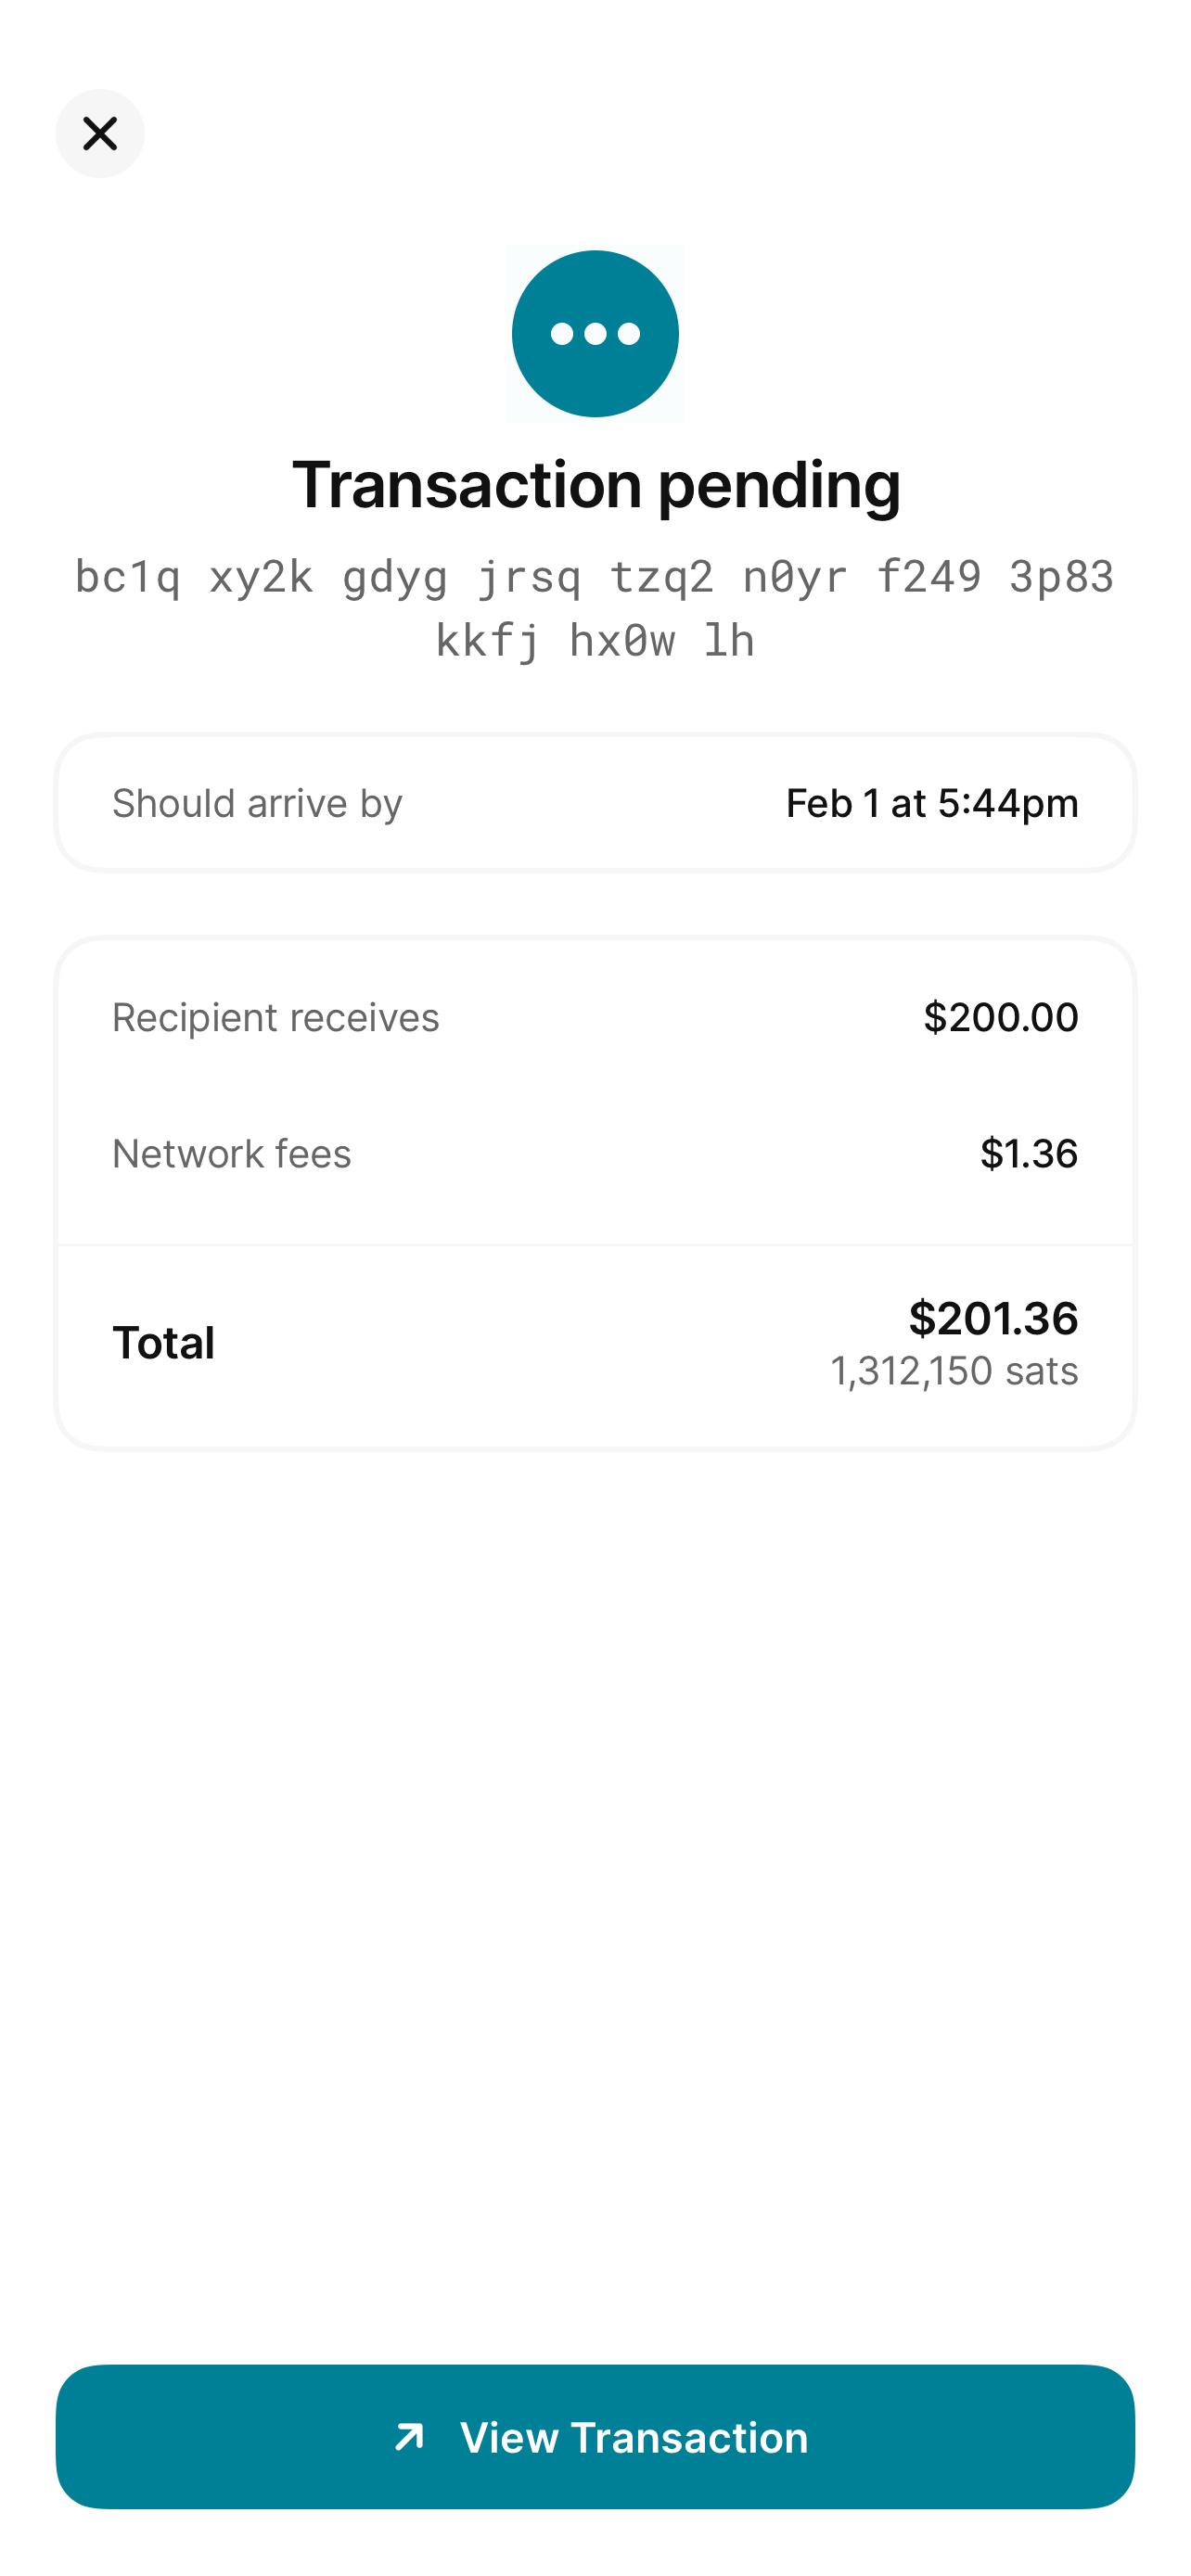 Transaction pending
bc1q xy2k gdyg jrsq tzq2 n0yr f249 3p83
kkfj hx0w lh
Should arrive by Feb 1 at 5:44pm
Recipient receives $200.00
Network fees $1.36
Total $201.36
1,312,150 sats
View Transaction